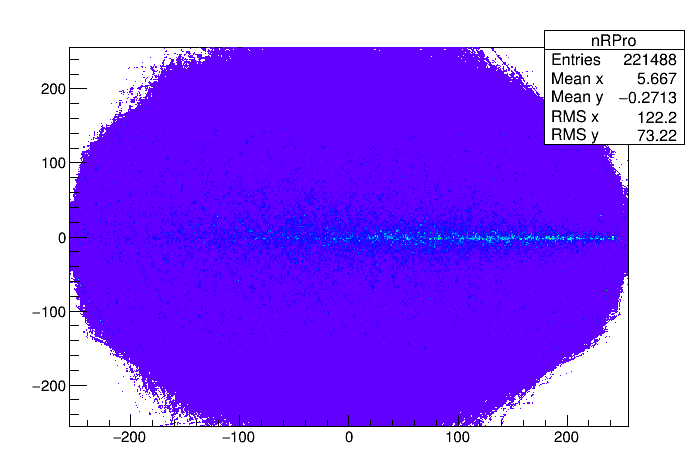 nRPro
Entries 221488
Mean x 5.667
Mean y −0.2713
RMS x 122.2
RMS y 73.22
200
100
0
−100
−200
−200 −100 0 100 200